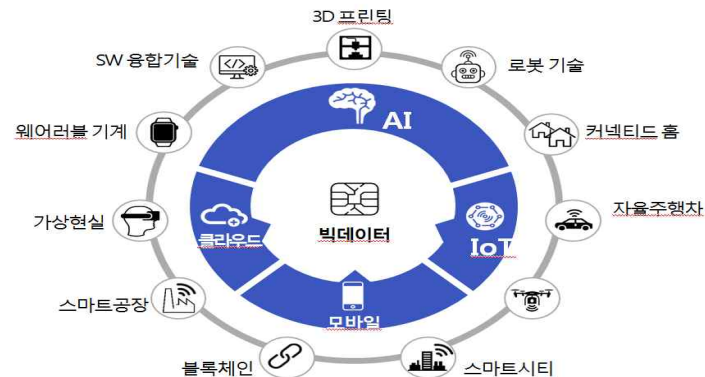 3D 프린팅
SW 융합기술
로봇 기술
AI
웨어러블 기계
커넥티드 홈
가상현실
빅데이터
클라우드
IoT
자율주행차
스마트공장
모바일
블록체인
스마트시티